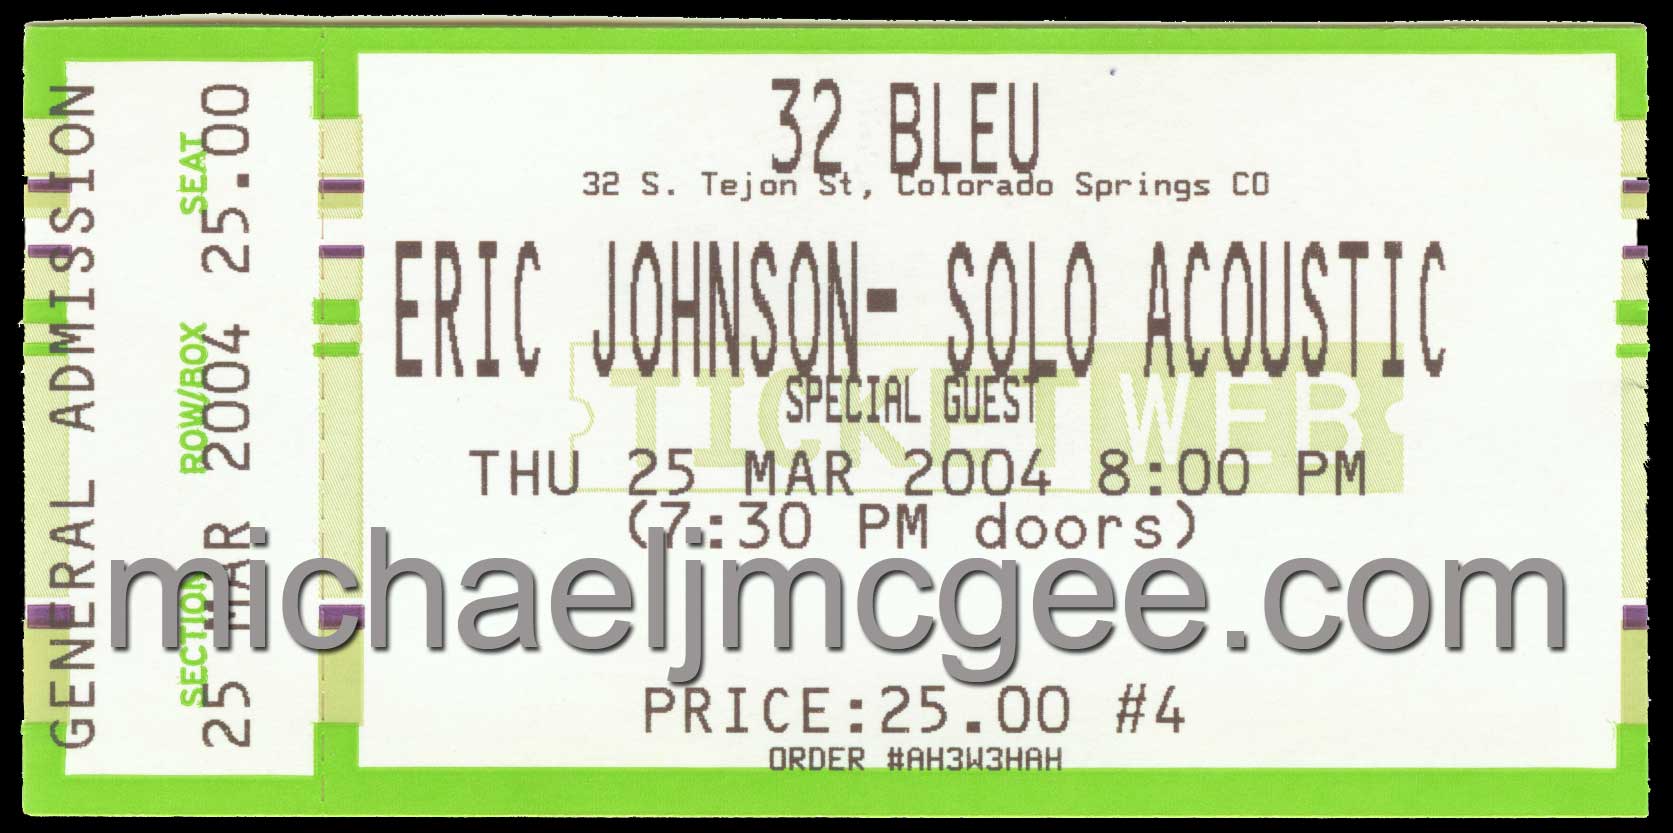 GENERAL ADMISSION
SECTION ROW/BOX SEAT
25 MAR 2004 25.00
32 BLEU
32 S. Tejon St, Colorado Springs CO
ERIC JOHNSON- SOLO ACOUSTIC
SPECIAL GUEST
TICKETWEB
THU 25 MAR 2004 8:00 PM
(7:30 PM doors)
michaeljmcgee.com
PRICE:25.00 #4
ORDER #AH3W3HAH